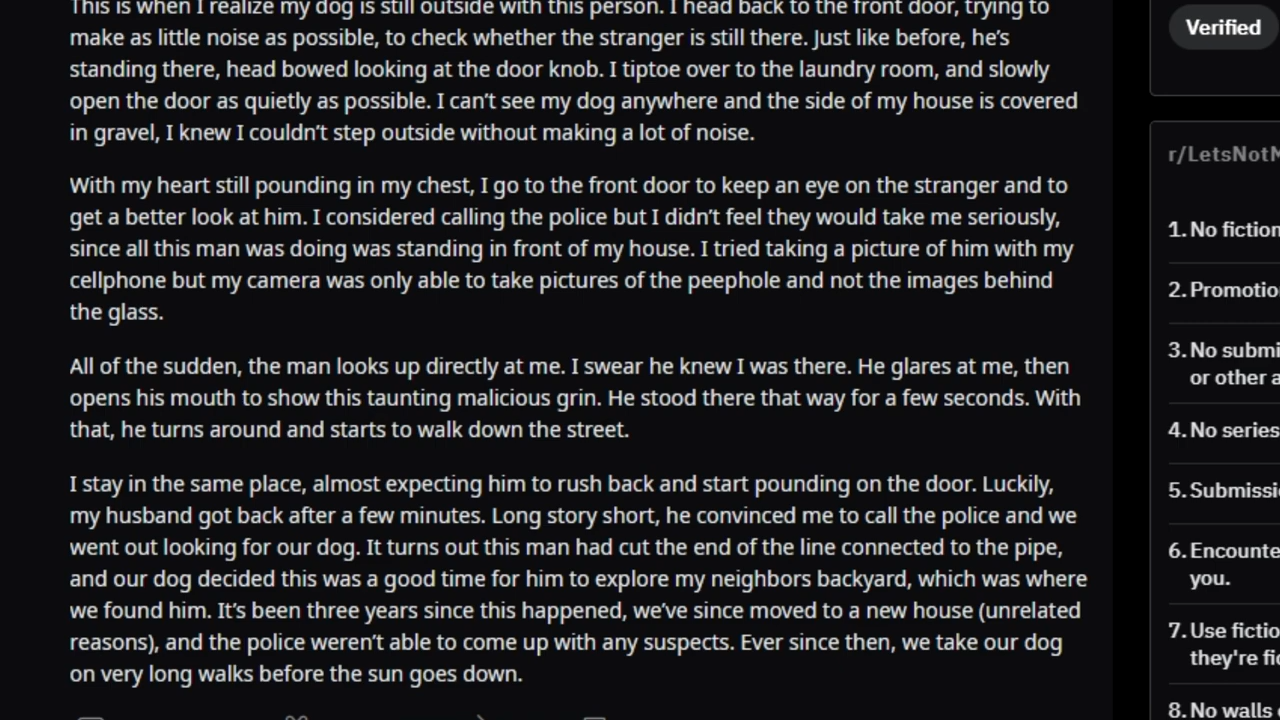 This is when I realize my dog is still outside with this person. I head back to the front door, trying to
make as little noise as possible, to check whether the stranger is still there. Just like before, he's
standing there, head bowed looking at the door knob. I tiptoe over to the laundry room, and slowly
open the door as quietly as possible. I can't see my dog anywhere and the side of my house is covered
in gravel, I knew I couldn't step outside without making a lot of noise.
With my heart still pounding in my chest, I go to the front door to keep an eye on the stranger and to
get a better look at him. I considered calling the police but I didn't feel they would take me seriously,
since all this man was doing was standing in front of my house. I tried taking a picture of him with my
cellphone but my camera was only able to take pictures of the peephole and not the images behind
the glass.
All of the sudden, the man looks up directly at me. I swear he knew I was there. He glares at me, then
opens his mouth to show this taunting malicious grin. He stood there that way for a few seconds. With
that, he turns around and starts to walk down the street.
I stay in the same place, almost expecting him to rush back and start pounding on the door. Luckily,
my husband got back after a few minutes. Long story short, he convinced me to call the police and we
went out looking for our dog. It turns out this man had cut the end of the line connected to the pipe,
and our dog decided this was a good time for him to explore my neighbors backyard, which was where
we found him. It's been three years since this happened, we've since moved to a new house (unrelated
reasons), and the police weren't able to come up with any suspects. Ever since then, we take our dog
on very long walks before the sun goes down.
Verified
r/LetsNotM
1. No fiction
2. Promotio
3. No submi
or other a
4. No series
5. Submissi
6. Encounte
you.
7. Use fictio
they're fi
8. No walls